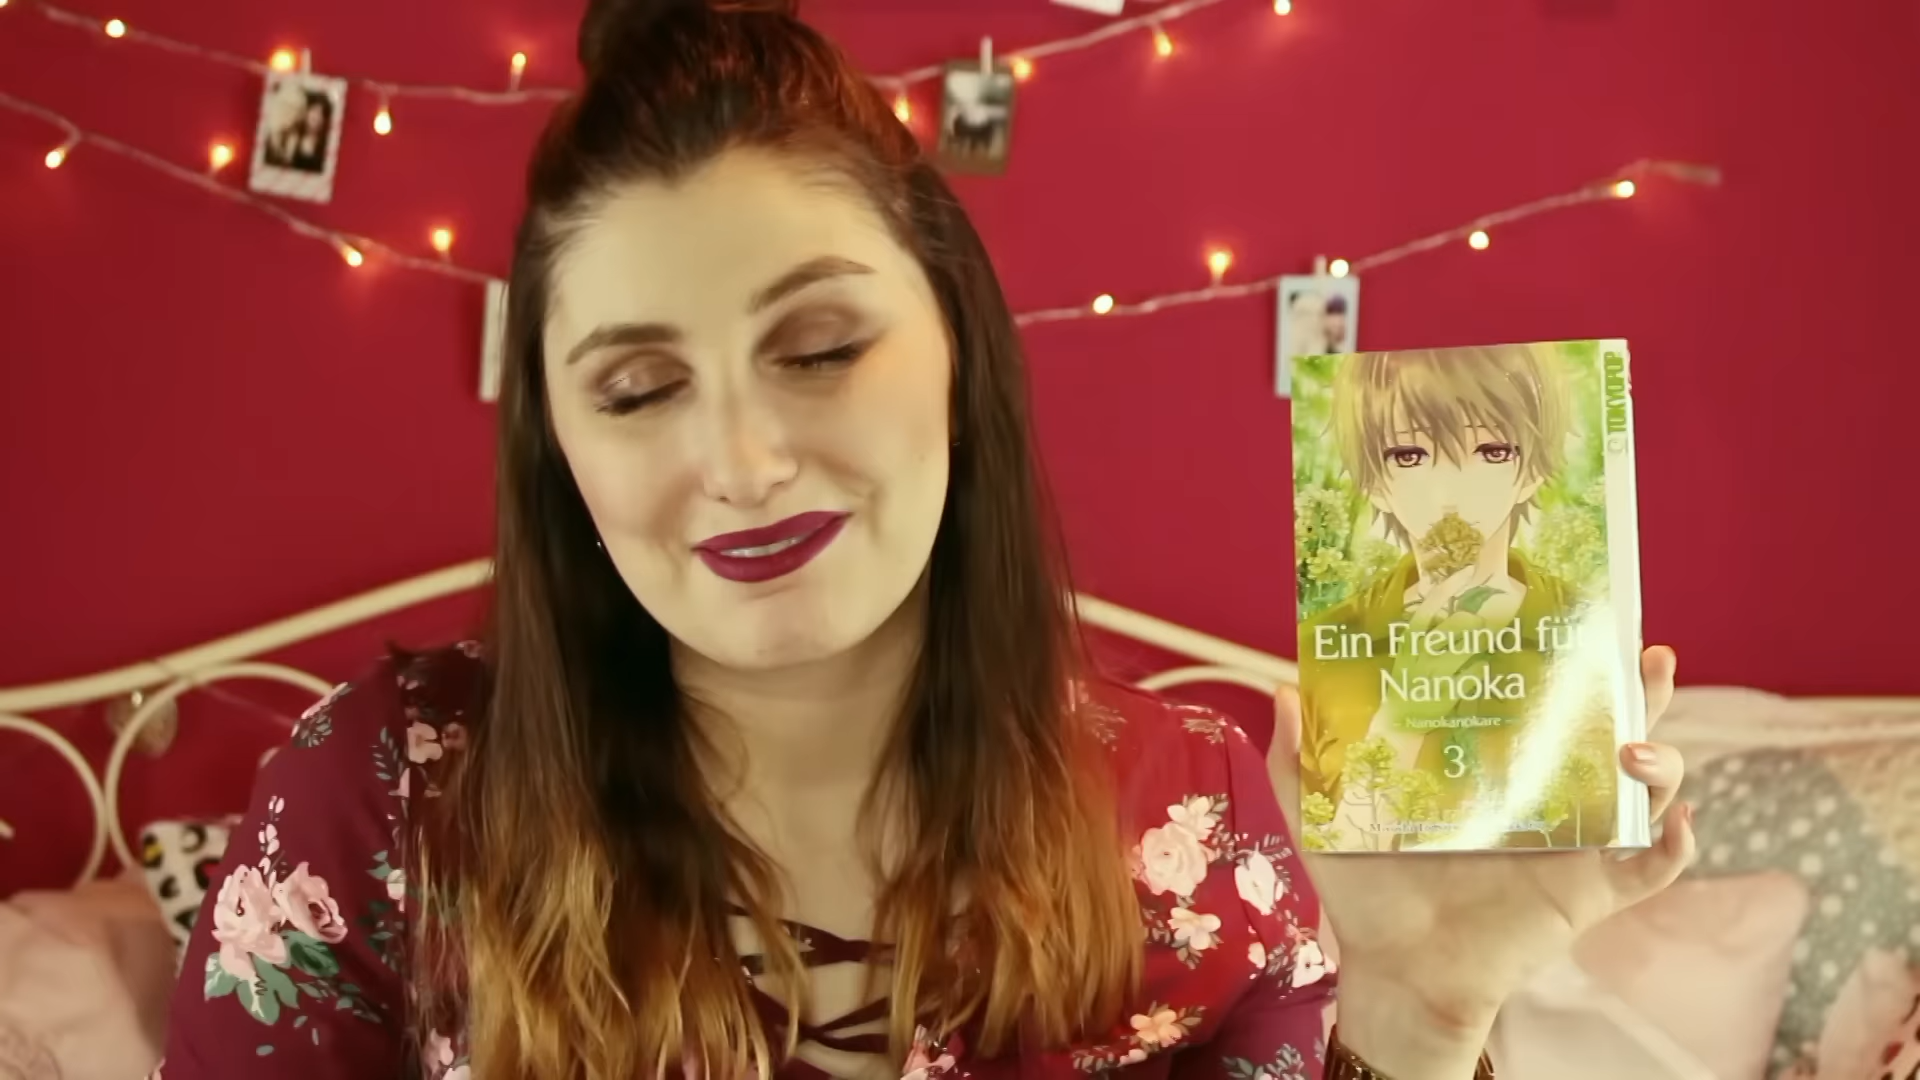 TOKYOPOP
Ein Freund für
Nanoka
- Nanokanokare -
3